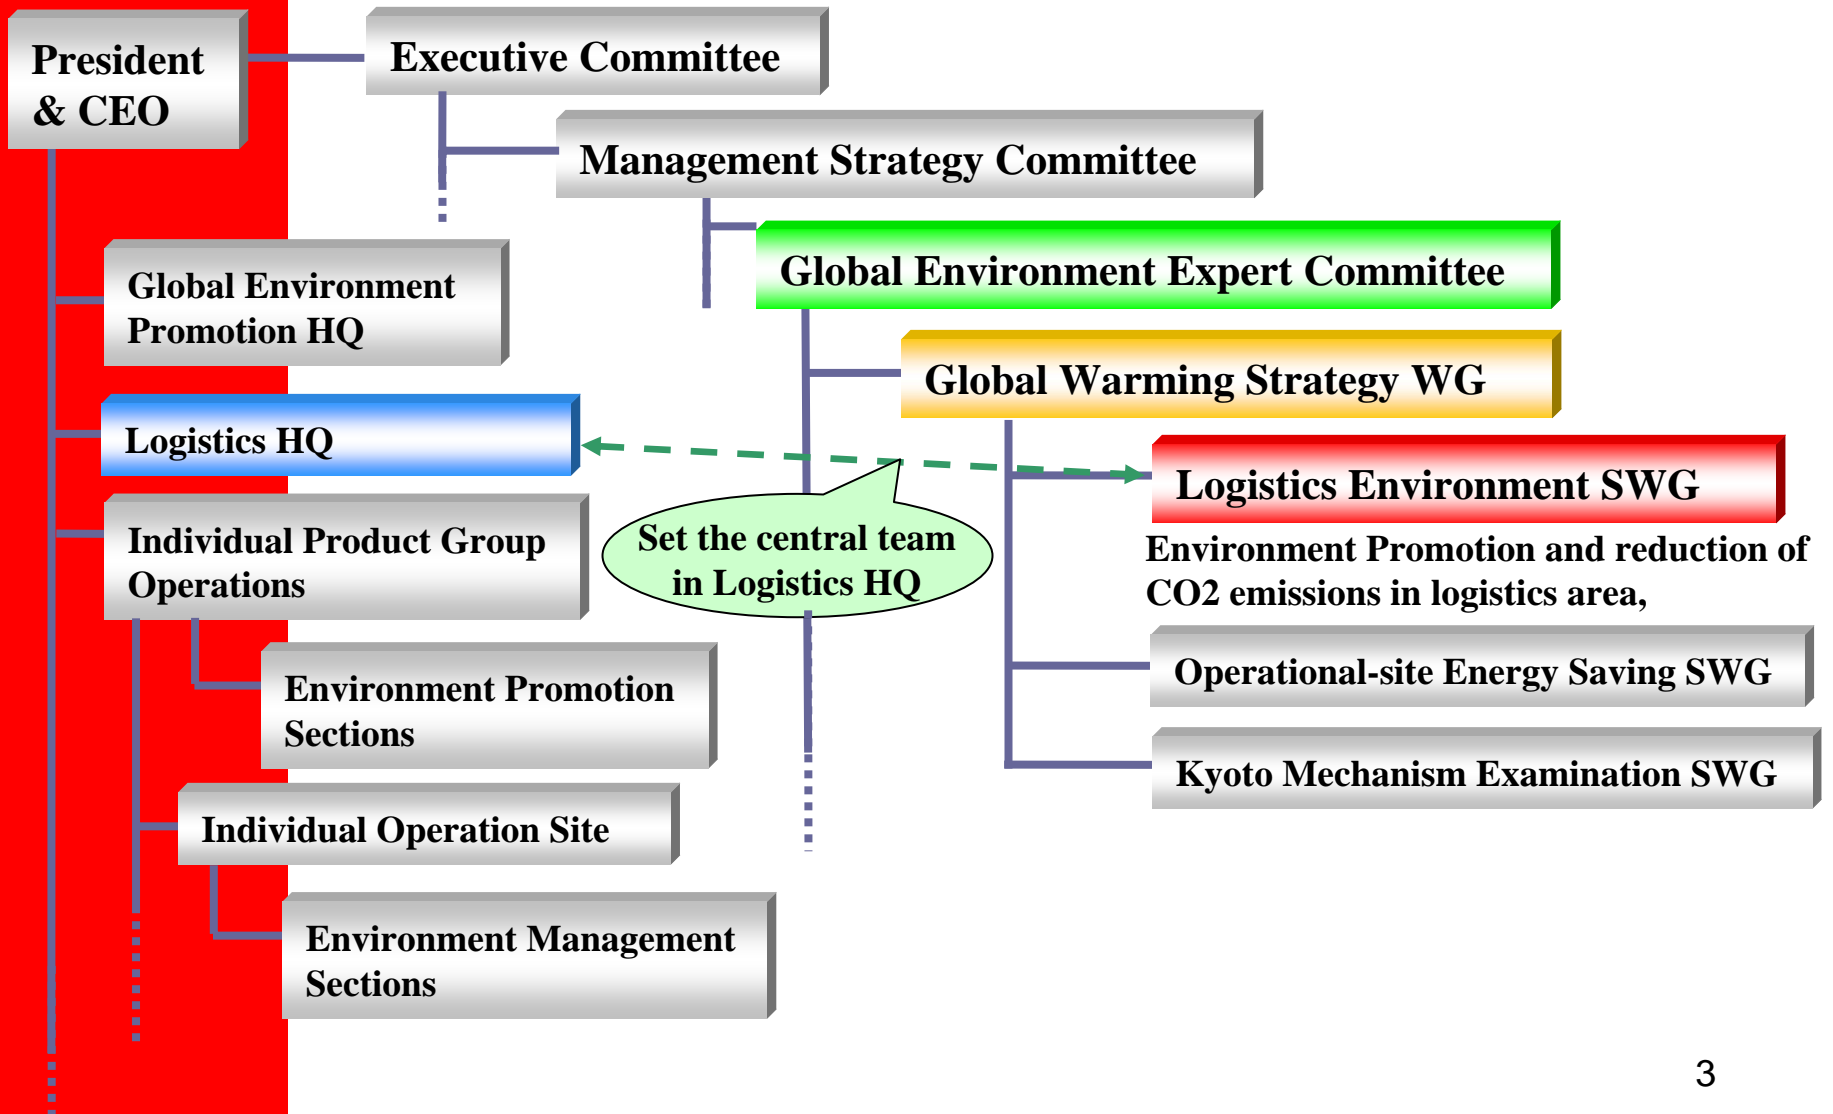 President
& CEO
Executive Committee
Management Strategy Committee
Global Environment Expert Committee
Global Environment
Promotion HQ
Global Warming Strategy WG
Logistics HQ
Logistics Environment SWG
Environment Promotion and reduction of
CO2 emissions in logistics area,
Set the central team
in Logistics HQ
Individual Product Group
Operations
Operational-site Energy Saving SWG
Environment Promotion
Sections
Kyoto Mechanism Examination SWG
Individual Operation Site
Environment Management
Sections
3